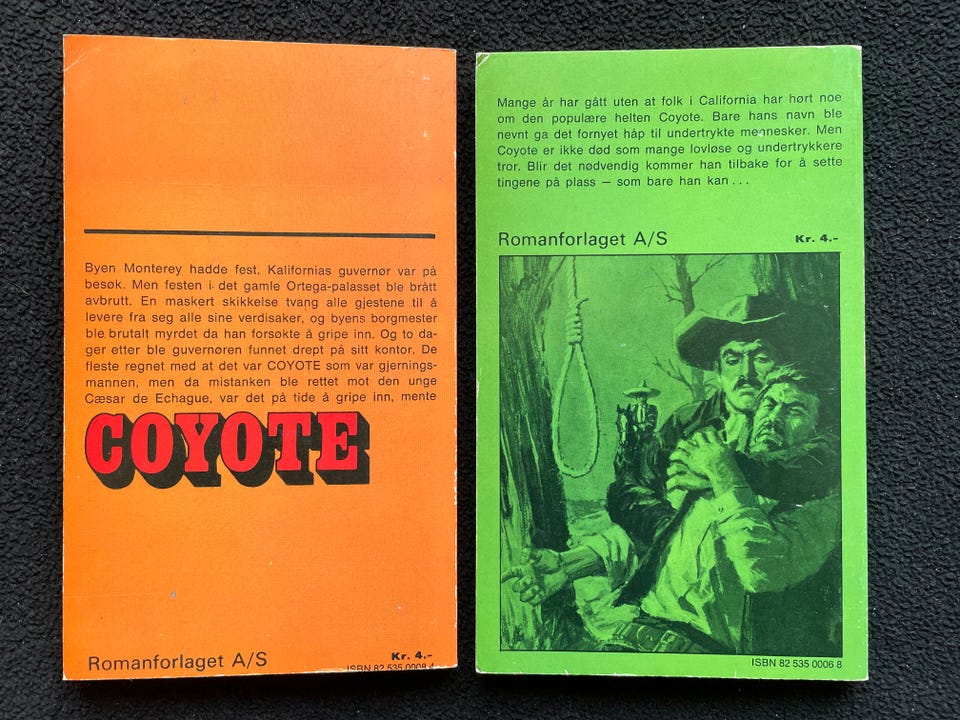 Byen Monterey hadde fest. Kalifornias guvernør var på
besøk. Men festen i det gamle Ortega-palasset ble brått
avbrutt. En maskert skikkelse tvang alle gjestene til å
levere fra seg alle sine verdisaker, og byens borgmester
ble brutalt myrdet da han forsøkte å gripe inn. Og to da-
ger etter ble guvernøren funnet drept på sitt kontor. De
fleste regnet med at det var COYOTE som var gjernings-
mannen, men da mistanken ble rettet mot den unge
Cæsar de Echague, var det på tide å gripe inn, mente
COYOTE
Romanforlaget A/S
Kr. 4.-
ISBN 82 535 0008 4
Mange år har gått uten at folk i California har hørt noe
om den populære helten Coyote. Bare hans navn ble
nevnt ga det fornyet håp til undertrykte mennesker. Men
Coyote er ikke død som mange lovløse og undertrykkere
tror. Blir det nødvendig kommer han tilbake for å sette
tingene på plass — som bare han kan ...
Romanforlaget A/S
Kr. 4.-
ISBN 82 535 0006 8